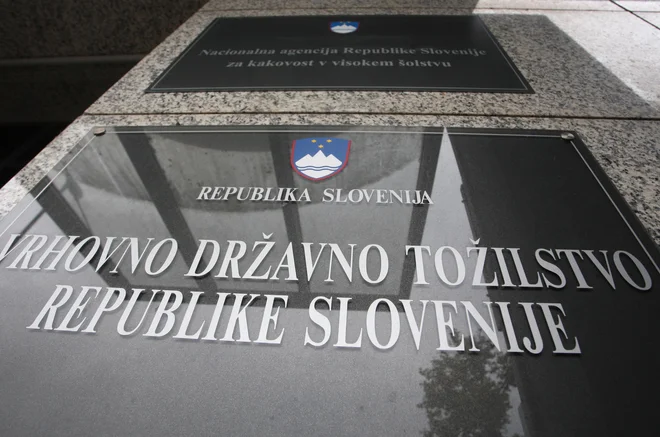 Nacionalna agencija Republike Slovenije
za kakovost v visokem šolstvu
REPUBLIKA SLOVENIJA
VRHOVNO DRŽAVNO TOŽILSTVO
REPUBLIKE SLOVENIJE